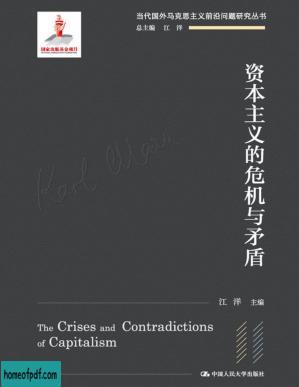 当代国外马克思主义前沿问题研究丛书
总主编 江洋
国家出版基金项目
资本主义的危机与矛盾
Karl Marx
江洋 主编
The Crises and Contradictions
of Capitalism
中国人民大学出版社
homeofpdf.com